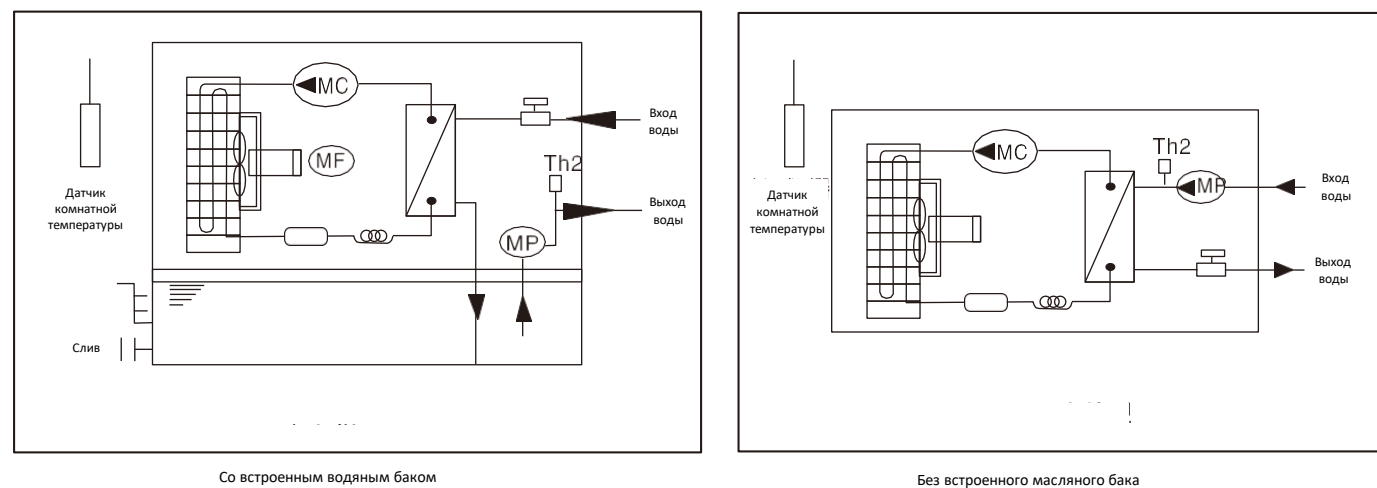 MC
Вход
воды
MF
Th2
Датчик
комнатной
температуры
Выход
воды
MP
Слив
Со встроенным водяным баком
MC
Th2
MP
Вход
воды
Датчик
комнатной
температуры
Выход
воды
Без встроенного масляного бака